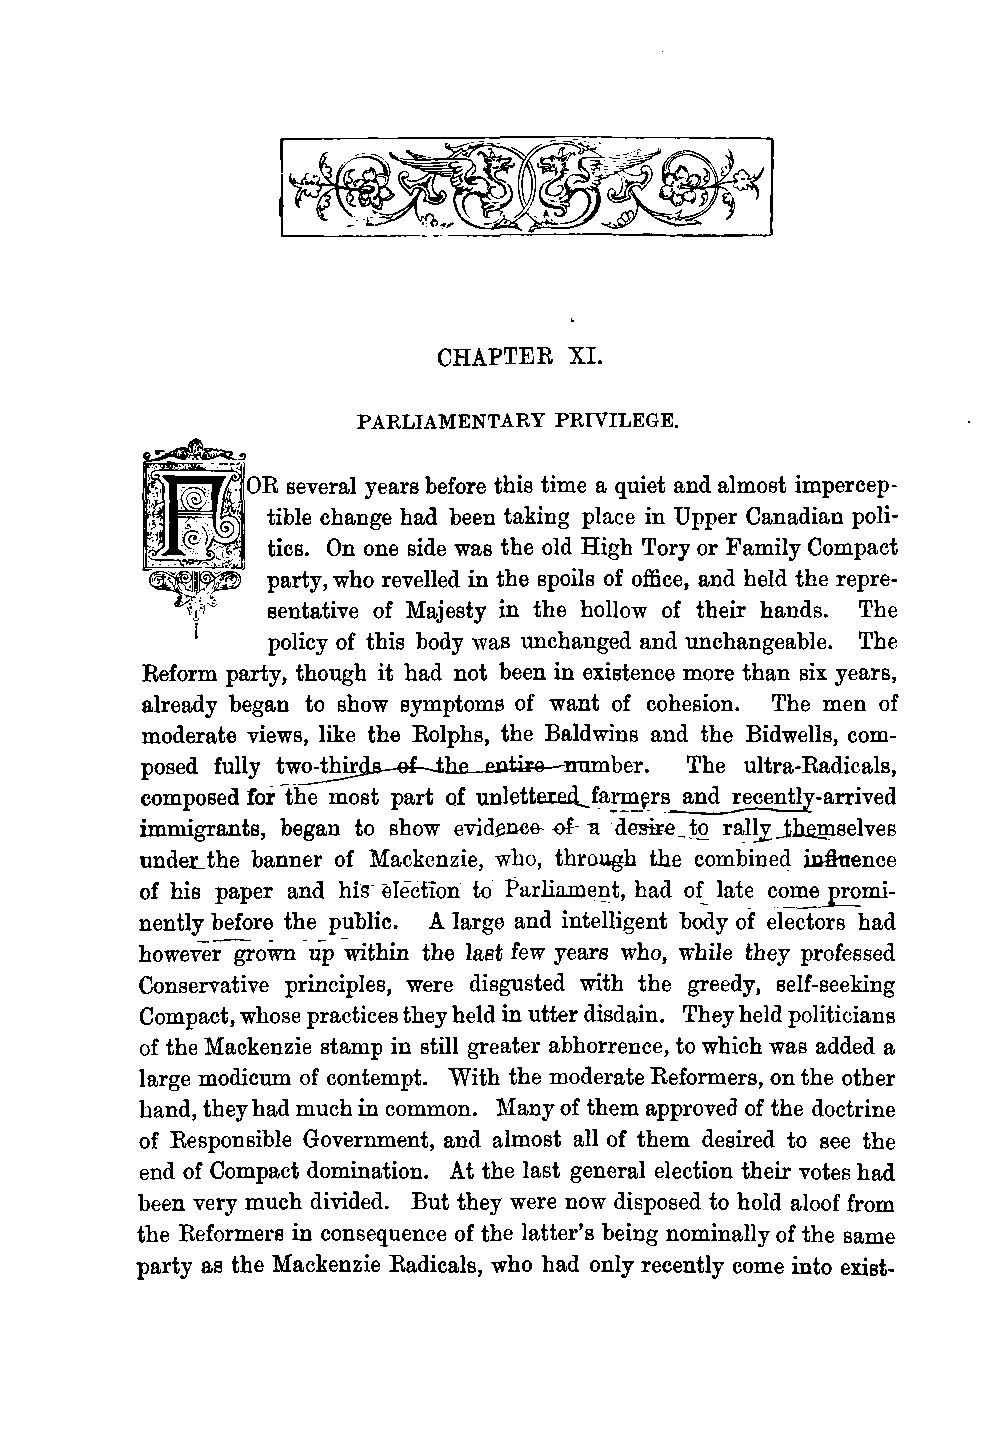 CHAPTER XI.
PARLIAMENTARY PRIVILEGE.
FOR several years before this time a quiet and almost impercep-
tible change had been taking place in Upper Canadian poli-
tics. On one side was the old High Tory or Family Compact
party, who revelled in the spoils of office, and held the repre-
sentative of Majesty in the hollow of their hands. The
policy of this body was unchanged and unchangeable. The
Reform party, though it had not been in existence more than six years,
already began to show symptoms of want of cohesion. The men of
moderate views, like the Rolphs, the Baldwins and the Bidwells, com-
posed fully two-thirds of the entire number. The ultra-Radicals,
composed for the most part of unlettered farmers and recently-arrived
immigrants, began to show evidence of a desire to rally themselves
under the banner of Mackenzie, who, through the combined influence
of his paper and his election to Parliament, had of late come promi-
nently before the public. A large and intelligent body of electors had
however grown up within the last few years who, while they professed
Conservative principles, were disgusted with the greedy, self-seeking
Compact, whose practices they held in utter disdain. They held politicians
of the Mackenzie stamp in still greater abhorrence, to which was added a
large modicum of contempt. With the moderate Reformers, on the other
hand, they had much in common. Many of them approved of the doctrine
of Responsible Government, and almost all of them desired to see the
end of Compact domination. At the last general election their votes had
been very much divided. But they were now disposed to hold aloof from
the Reformers in consequence of the latter's being nominally of the same
party as the Mackenzie Radicals, who had only recently come into exist-